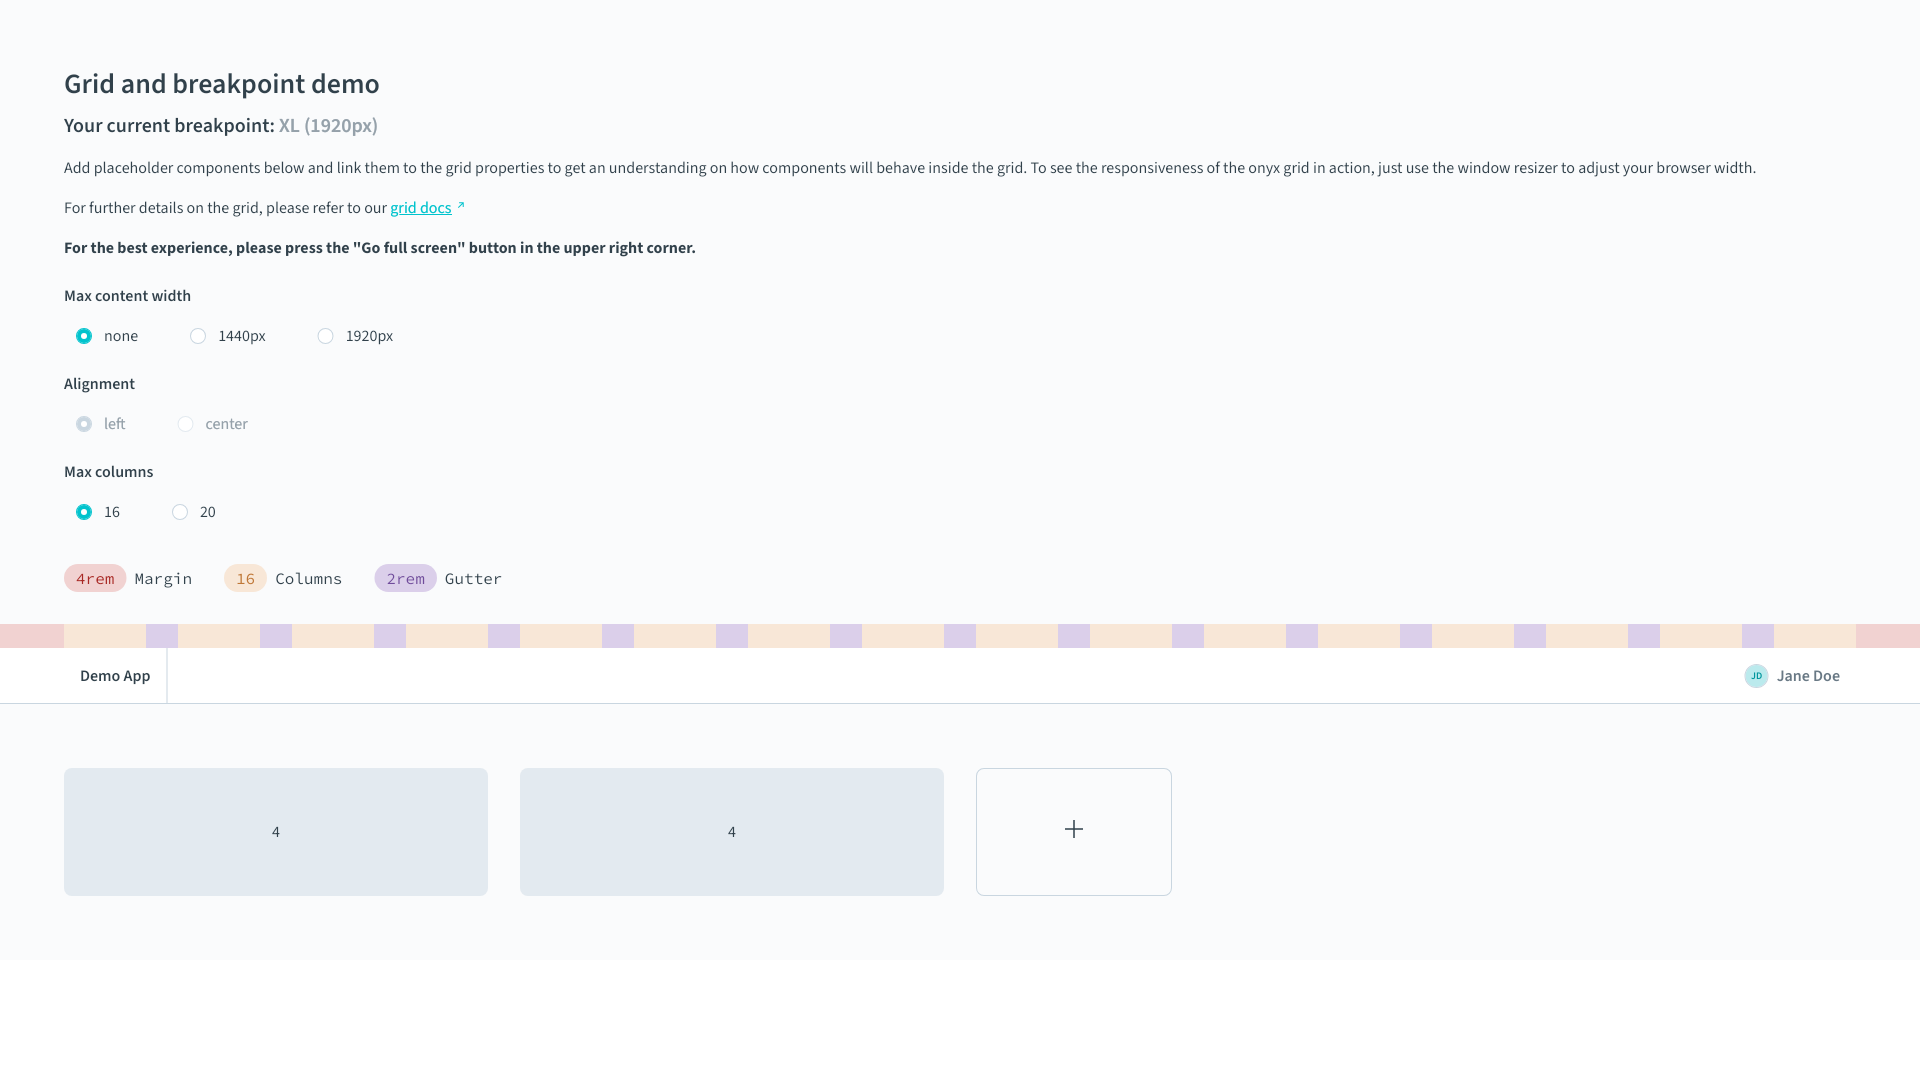 Grid and breakpoint demo
Your current breakpoint: XL (1920px)
Add placeholder components below and link them to the grid properties to get an understanding on how components will behave inside the grid. To see the responsiveness of the onyx grid in action, just use the window resizer to adjust your browser width.
For further details on the grid, please refer to our grid docs
For the best experience, please press the "Go full screen" button in the upper right corner.
Max content width
none 1440px 1920px
Alignment
left center
Max columns
16 20
4rem Margin 16 Columns 2rem Gutter
Demo App JD Jane Doe
4 4